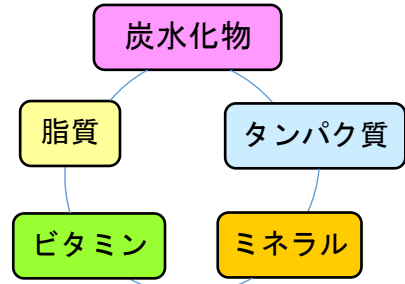 炭水化物
脂質
タンパク質
ビタミン
ミネラル